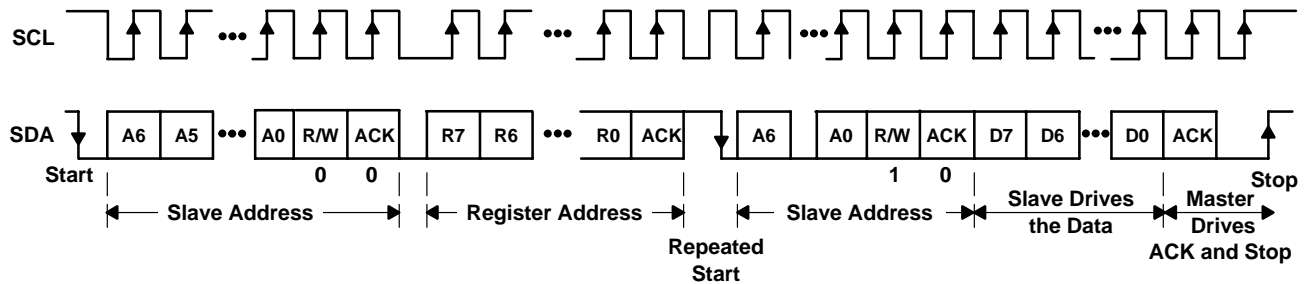 SCL
SDA A6 A5 A0 R/W ACK R7 R6 R0 ACK A6 A0 R/W ACK D7 D6 D0 ACK
Start 0 0 1 0 Stop
Slave Address Register Address Slave Address Slave Drives Master
the Data Drives
Repeated ACK and Stop
Start